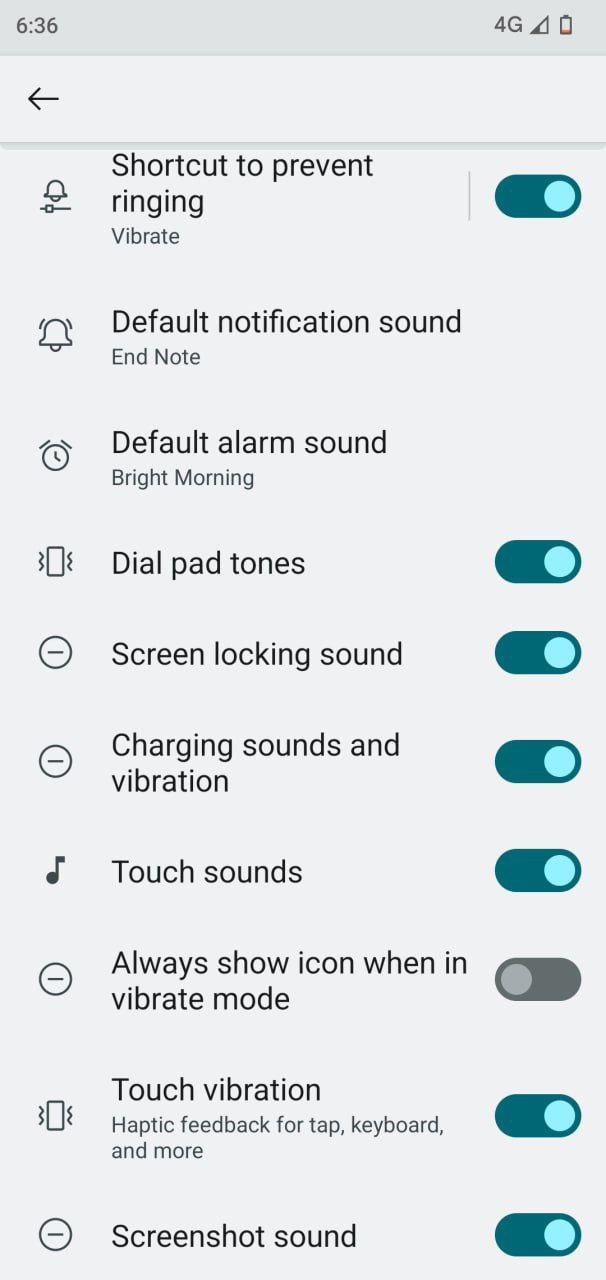 6:36
4G
Shortcut to prevent
ringing
Vibrate
Default notification sound
End Note
Default alarm sound
Bright Morning
Dial pad tones
Screen locking sound
Charging sounds and
vibration
Touch sounds
Always show icon when in
vibrate mode
Touch vibration
Haptic feedback for tap, keyboard,
and more
Screenshot sound